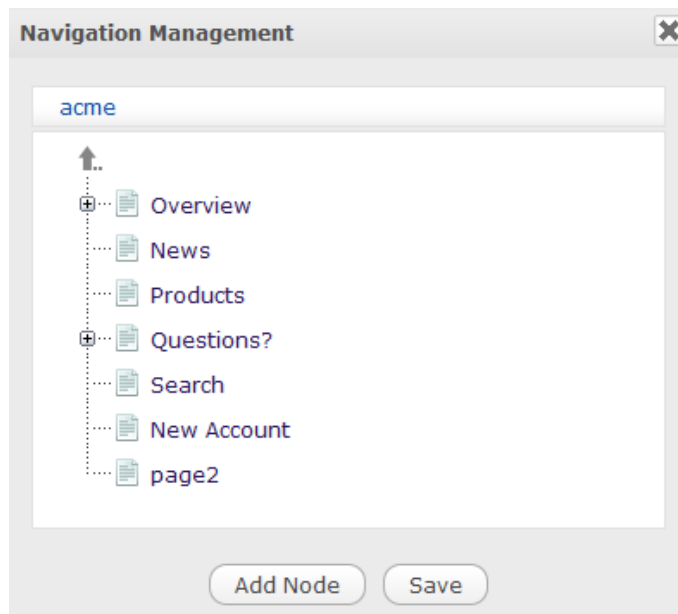 Navigation Management
acme
..
Overview
News
Products
Questions?
Search
New Account
page2
Add Node
Save